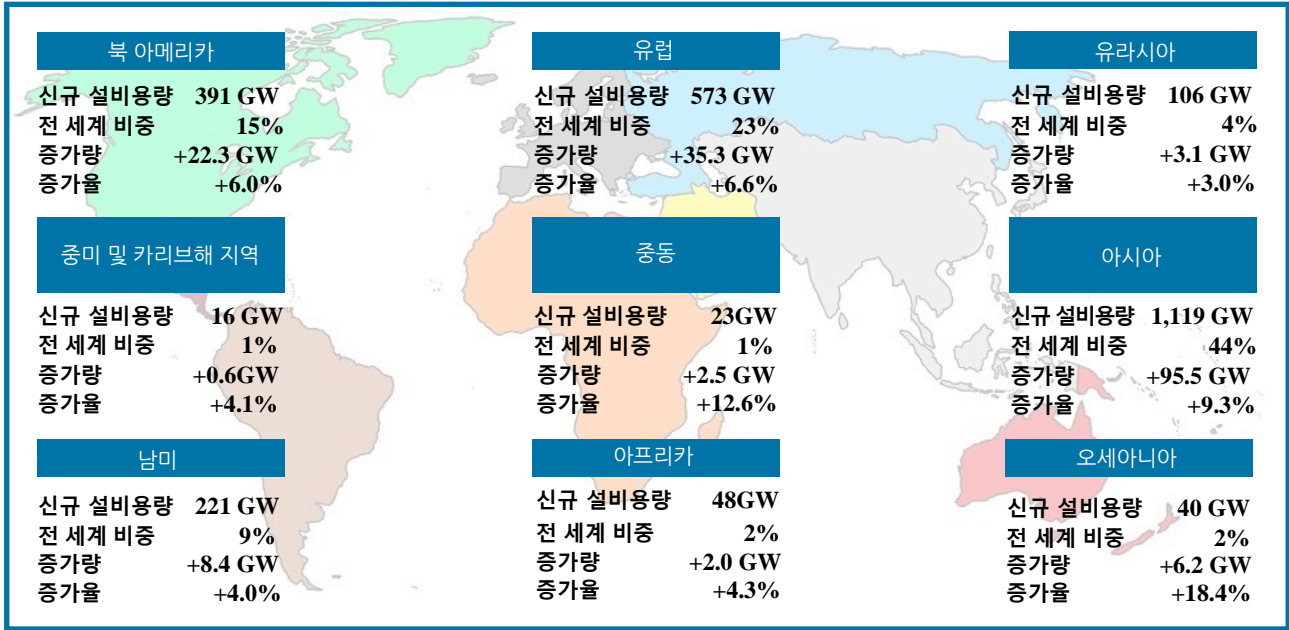 북 아메리카
신규 설비용량 391 GW
전 세계 비중 15%
증가량 +22.3 GW
증가율 +6.0%
유럽
신규 설비용량 573 GW
전 세계 비중 23%
증가량 +35.3 GW
증가율 +6.6%
유라시아
신규 설비용량 106 GW
전 세계 비중 4%
증가량 +3.1 GW
증가율 +3.0%
중미 및 카리브해 지역
신규 설비용량 16 GW
전 세계 비중 1%
증가량 +0.6GW
증가율 +4.1%
중동
신규 설비용량 23GW
전 세계 비중 1%
증가량 +2.5 GW
증가율 +12.6%
아시아
신규 설비용량 1,119 GW
전 세계 비중 44%
증가량 +95.5 GW
증가율 +9.3%
남미
신규 설비용량 221 GW
전 세계 비중 9%
증가량 +8.4 GW
증가율 +4.0%
아프리카
신규 설비용량 48GW
전 세계 비중 2%
증가량 +2.0 GW
증가율 +4.3%
오세아니아
신규 설비용량 40 GW
전 세계 비중 2%
증가량 +6.2 GW
증가율 +18.4%